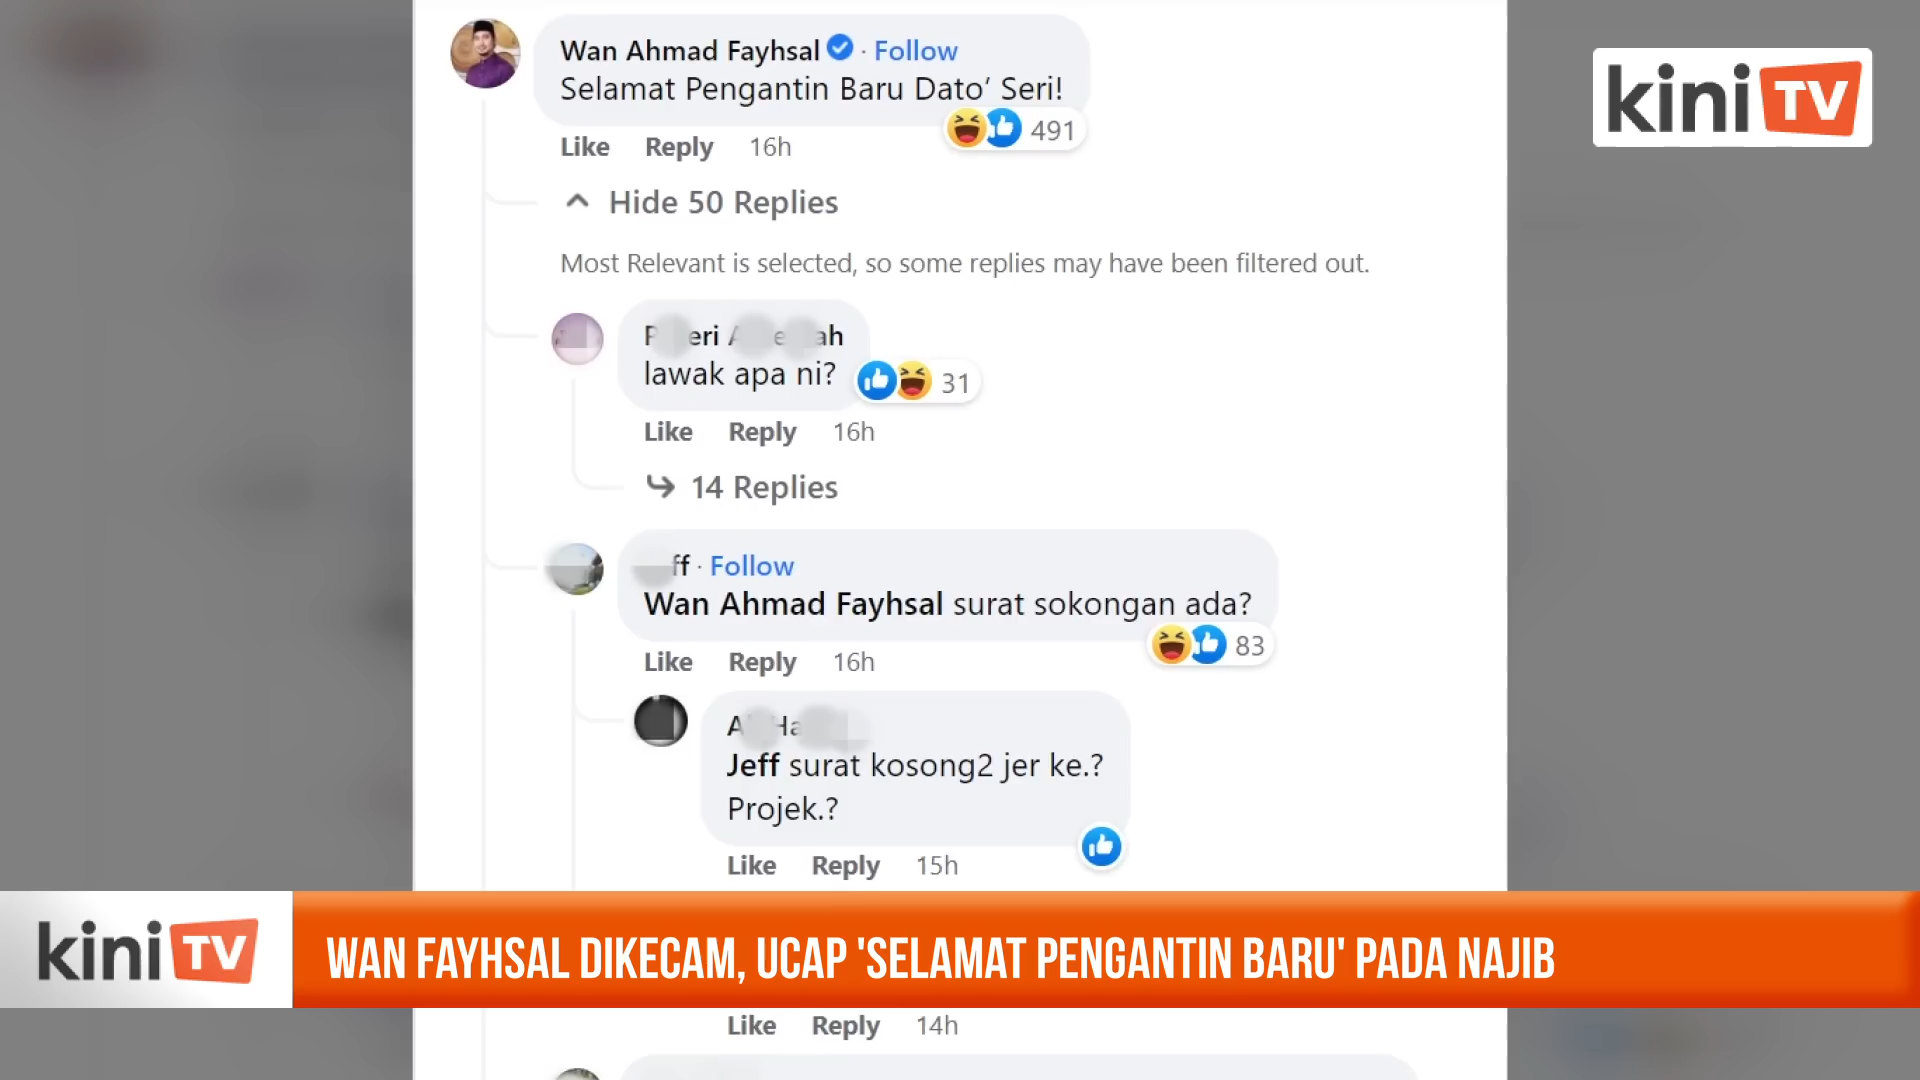 Wan Ahmad Fayhsal · Follow
Selamat Pengantin Baru Dato’ Seri!
491
Like Reply 16h
Hide 50 Replies
Most Relevant is selected, so some replies may have been filtered out.
lawak apa ni?
31
Like Reply 16h
14 Replies
ff · Follow
Wan Ahmad Fayhsal surat sokongan ada?
83
Like Reply 16h
Jeff surat kosong2 jer ke.?
Projek.?
Like Reply 15h
kini TV
WAN FAYHSAL DIKECAM, UCAP 'SELAMAT PENGANTIN BARU' PADA NAJIB
Like Reply 14h
kini TV